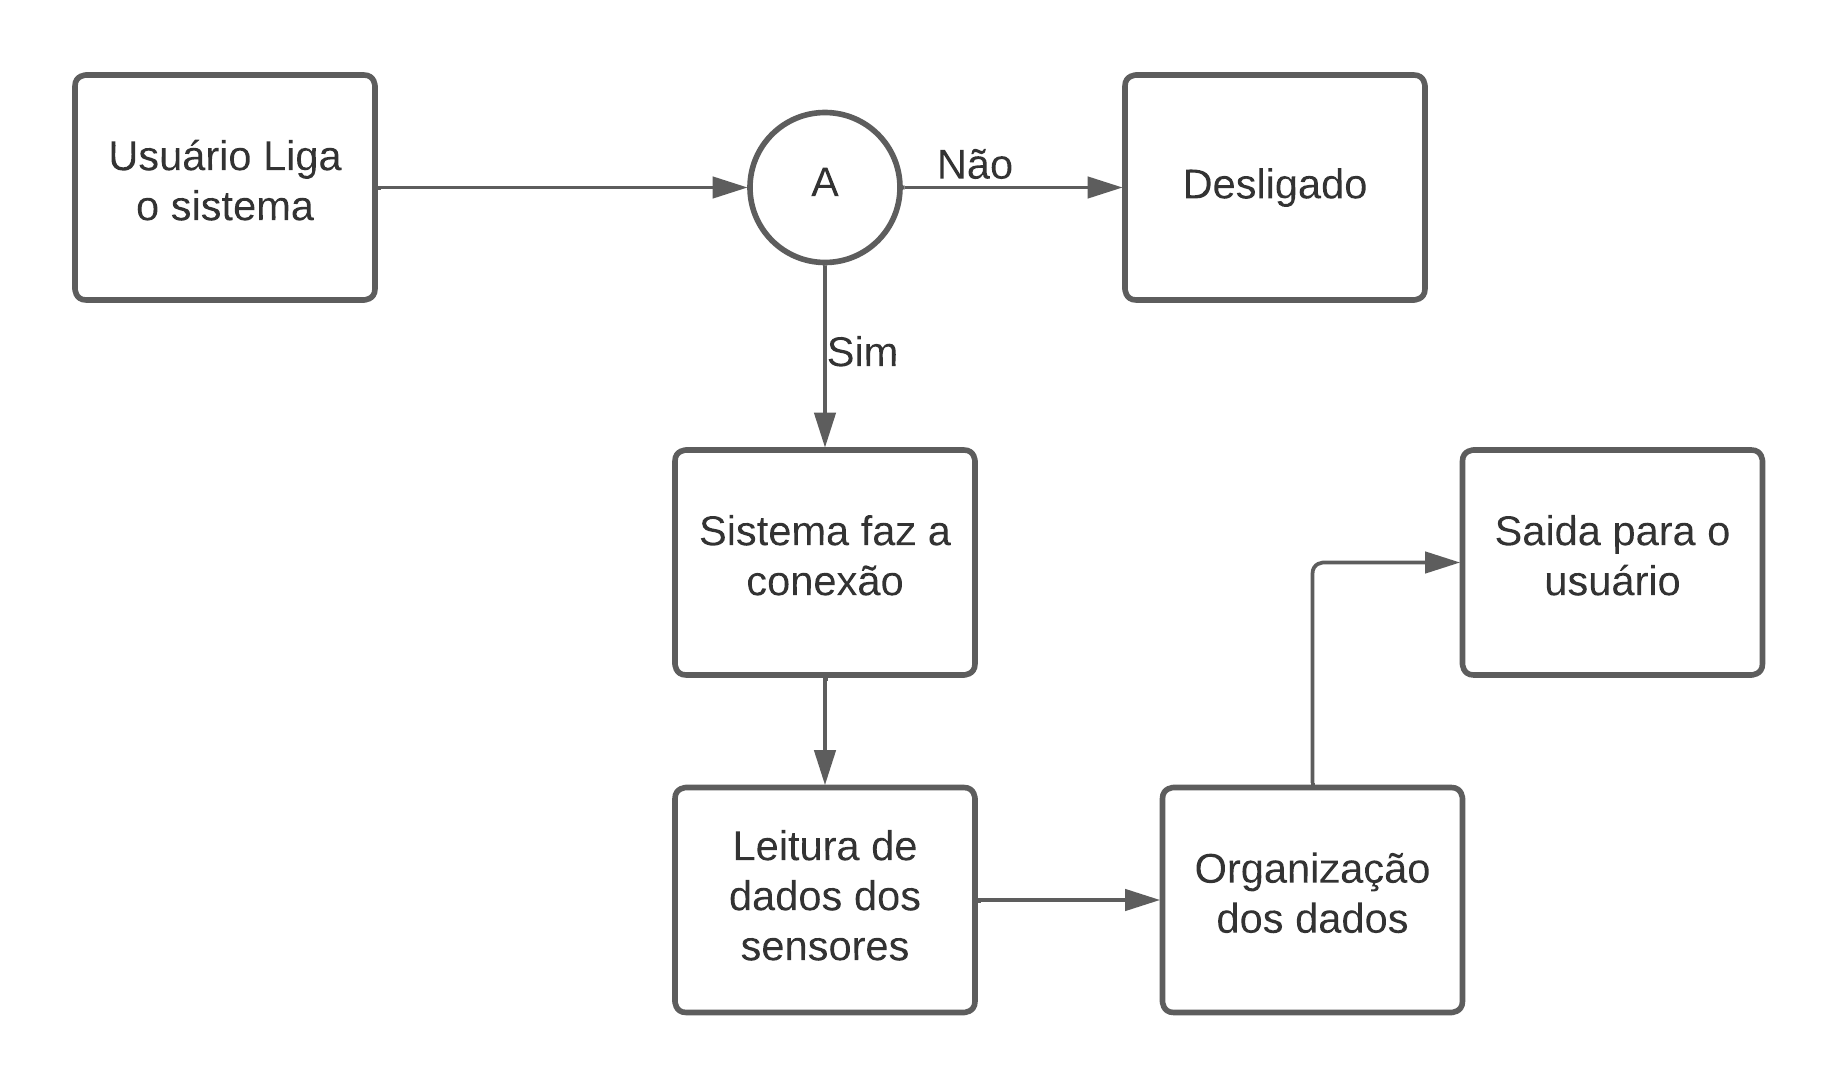 Usuário Liga
o sistema
A
Não
Desligado
Sim
Sistema faz a
conexão
Saida para o
usuário
Leitura de
dados dos
sensores
Organização
dos dados